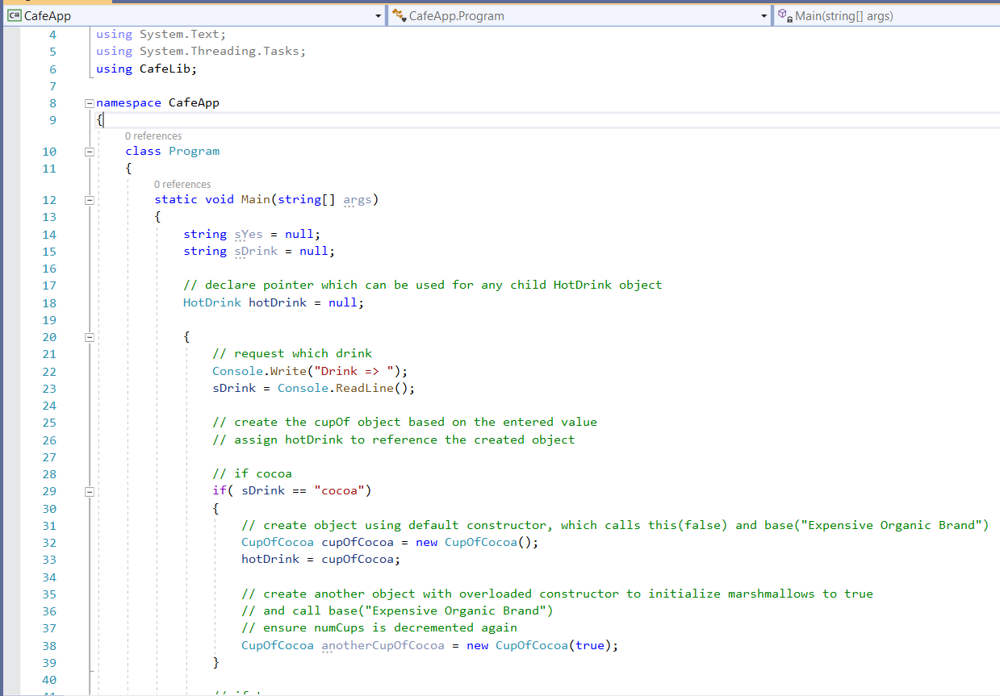 C# CafeApp CafeApp.Program Main(string[] args)
4 using System.Text;
5 using System.Threading.Tasks;
6 using CafeLib;
7
8 namespace CafeApp
9 {
0 references
10 class Program
11 {
0 references
12 static void Main(string[] args)
13 {
14 string sYes = null;
15 string sDrink = null;
16
17 // declare pointer which can be used for any child HotDrink object
18 HotDrink hotDrink = null;
19
20 {
21 // request which drink
22 Console.Write("Drink => ");
23 sDrink = Console.ReadLine();
24
25 // create the cupOf object based on the entered value
26 // assign hotDrink to reference the created object
27
28 // if cocoa
29 if( sDrink == "cocoa")
30 {
31 // create object using default constructor, which calls this(false) and base("Expensive Organic Brand")
32 CupOfCocoa cupOfCocoa = new CupOfCocoa();
33 hotDrink = cupOfCocoa;
34
35 // create another object with overloaded constructor to initialize marshmallows to true
36 // and call base("Expensive Organic Brand")
37 // ensure numCups is decremented again
38 CupOfCocoa anotherCupOfCocoa = new CupOfCocoa(true);
39 }
40